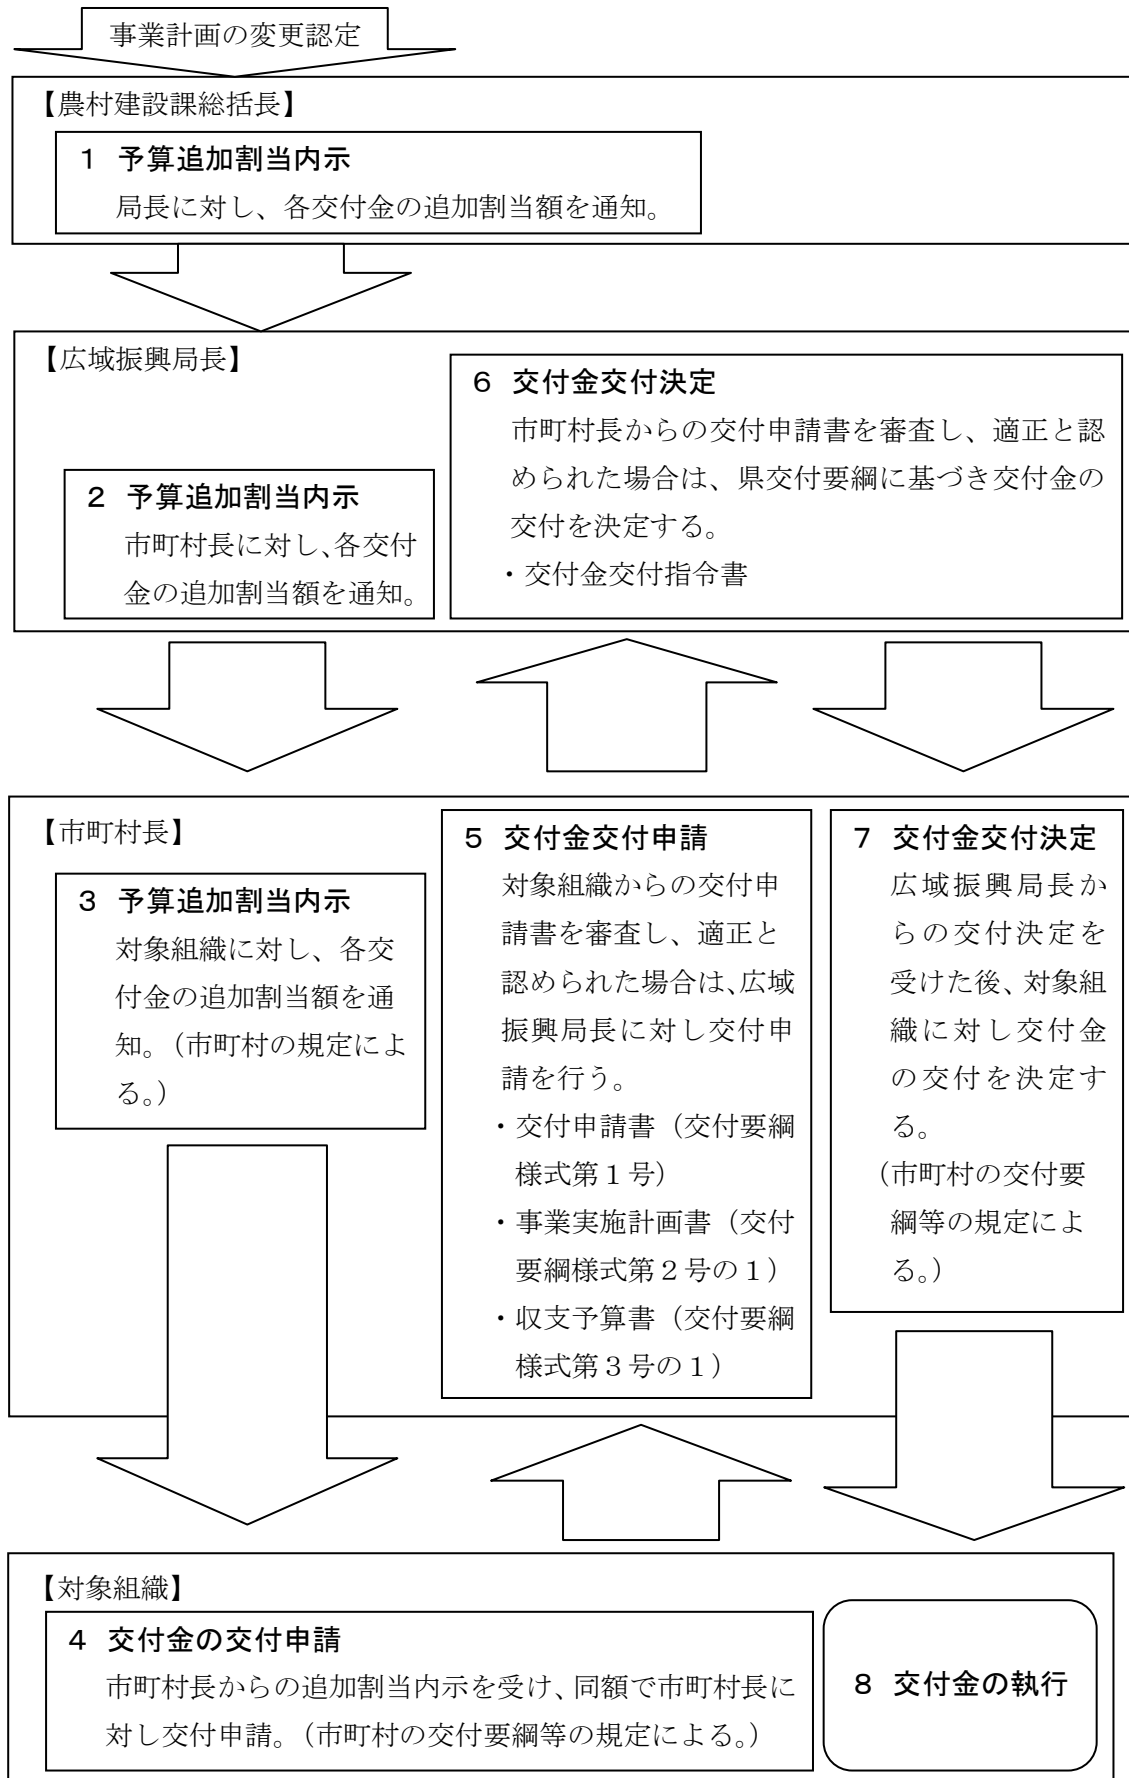 事業計画の変更認定
【農村建設課総括長】
１ 予算追加割当内示
局長に対し、各交付金の追加割当額を通知。
【広域振興局長】
２ 予算追加割当内示
市町村長に対し、各交付
金の追加割当額を通知。
６ 交付金交付決定
市町村長からの交付申請書を審査し、適正と認
められた場合は、県交付要綱に基づき交付金の
交付を決定する。
・交付金交付指令書
【市町村長】
３ 予算追加割当内示
対象組織に対し、各交
付金の追加割当額を通
知。（市町村の規定によ
る。）
５ 交付金交付申請
対象組織からの交付申
請書を審査し、適正と
認められた場合は、広域
振興局長に対し交付申
請を行う。
・交付申請書（交付要綱
様式第１号）
・事業実施計画書（交付
要綱様式第２号の１）
・収支予算書（交付要綱
様式第３号の１）
７ 交付金交付決定
広域振興局長か
らの交付決定を
受けた後、対象組
織に対し交付金
の交付を決定す
る。
（市町村の交付要
綱等の規定によ
る。）
【対象組織】
４ 交付金の交付申請
市町村長からの追加割当内示を受け、同額で市町村長に
対し交付申請。（市町村の交付要綱等の規定による。）
８ 交付金の執行